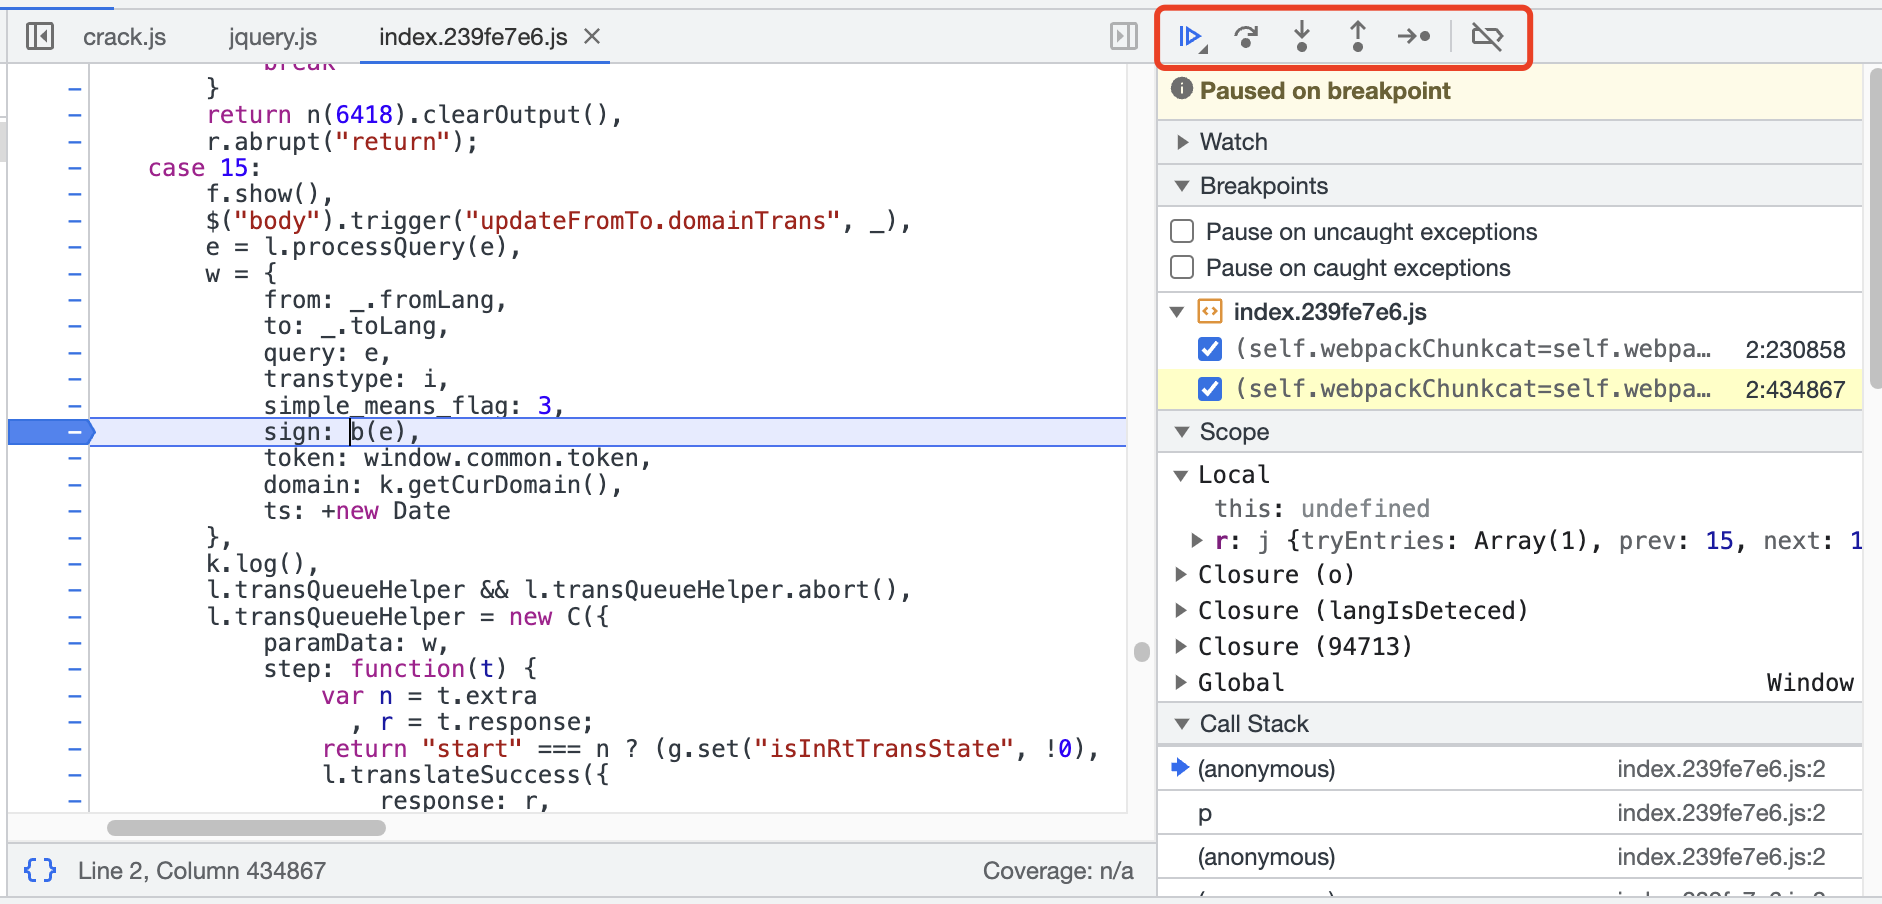 crack.js
jquery.js
index.239fe7e6.js
break
}
return n(6418).clearOutput(),
r.abrupt("return");
case 15:
f.show(),
$("body").trigger("updateFromTo.domainTrans", _),
e = l.processQuery(e),
w = {
from: _.fromLang,
to: _.toLang,
query: e,
transtype: i,
simple_means_flag: 3,
sign: b(e),
token: window.common.token,
domain: k.getCurDomain(),
ts: +new Date
},
k.log(),
l.transQueueHelper && l.transQueueHelper.abort(),
l.transQueueHelper = new C({
paramData: w,
step: function(t) {
var n = t.extra
, r = t.response;
return "start" === n ? (g.set("isInRtTransState", !0),
l.translateSuccess({
response: r,
{} Line 2, Column 434867
Coverage: n/a
Paused on breakpoint
Watch
Breakpoints
Pause on uncaught exceptions
Pause on caught exceptions
index.239fe7e6.js
(self.webpackChunkcat=self.webpa… 2:230858
(self.webpackChunkcat=self.webpa… 2:434867
Scope
Local
this: undefined
r: j {tryEntries: Array(1), prev: 15, next: 1
Closure (o)
Closure (langIsDeteced)
Closure (94713)
Global Window
Call Stack
(anonymous) index.239fe7e6.js:2
p index.239fe7e6.js:2
(anonymous) index.239fe7e6.js:2